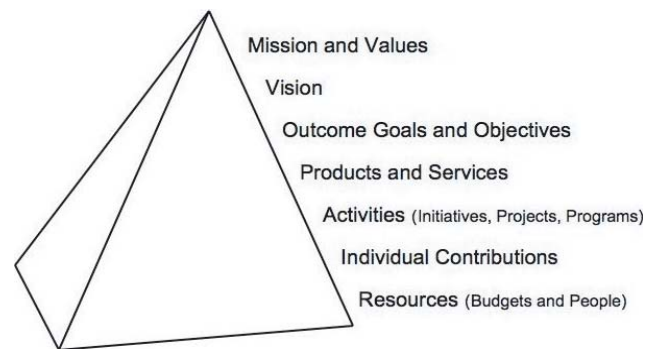 Mission and Values
Vision
Outcome Goals and Objectives
Products and Services
Activities (Initiatives, Projects, Programs)
Individual Contributions
Resources (Budgets and People)